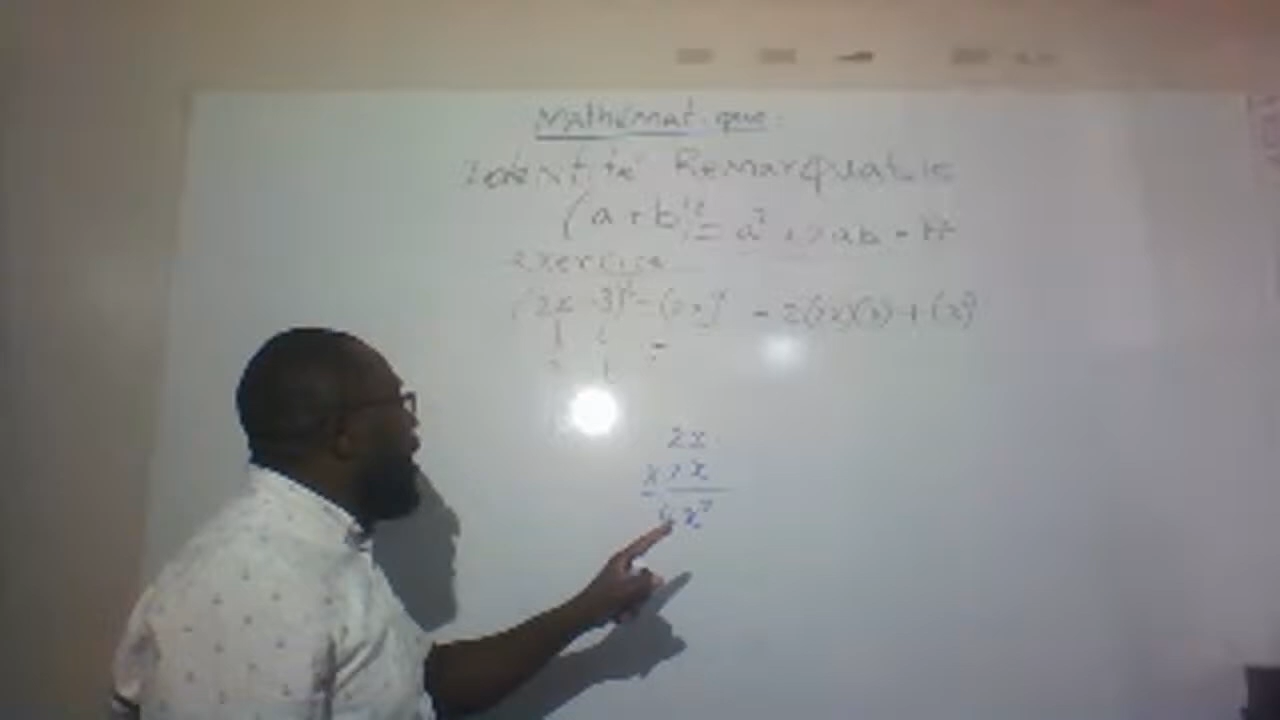 Mathématique
Identité Remarquable
(a + b)² = a² + 2ab + b²
exercice
(2x - 3)² = (2x)² - 2(2x)(3) + (3)²
=
2x
x 2x
4x²